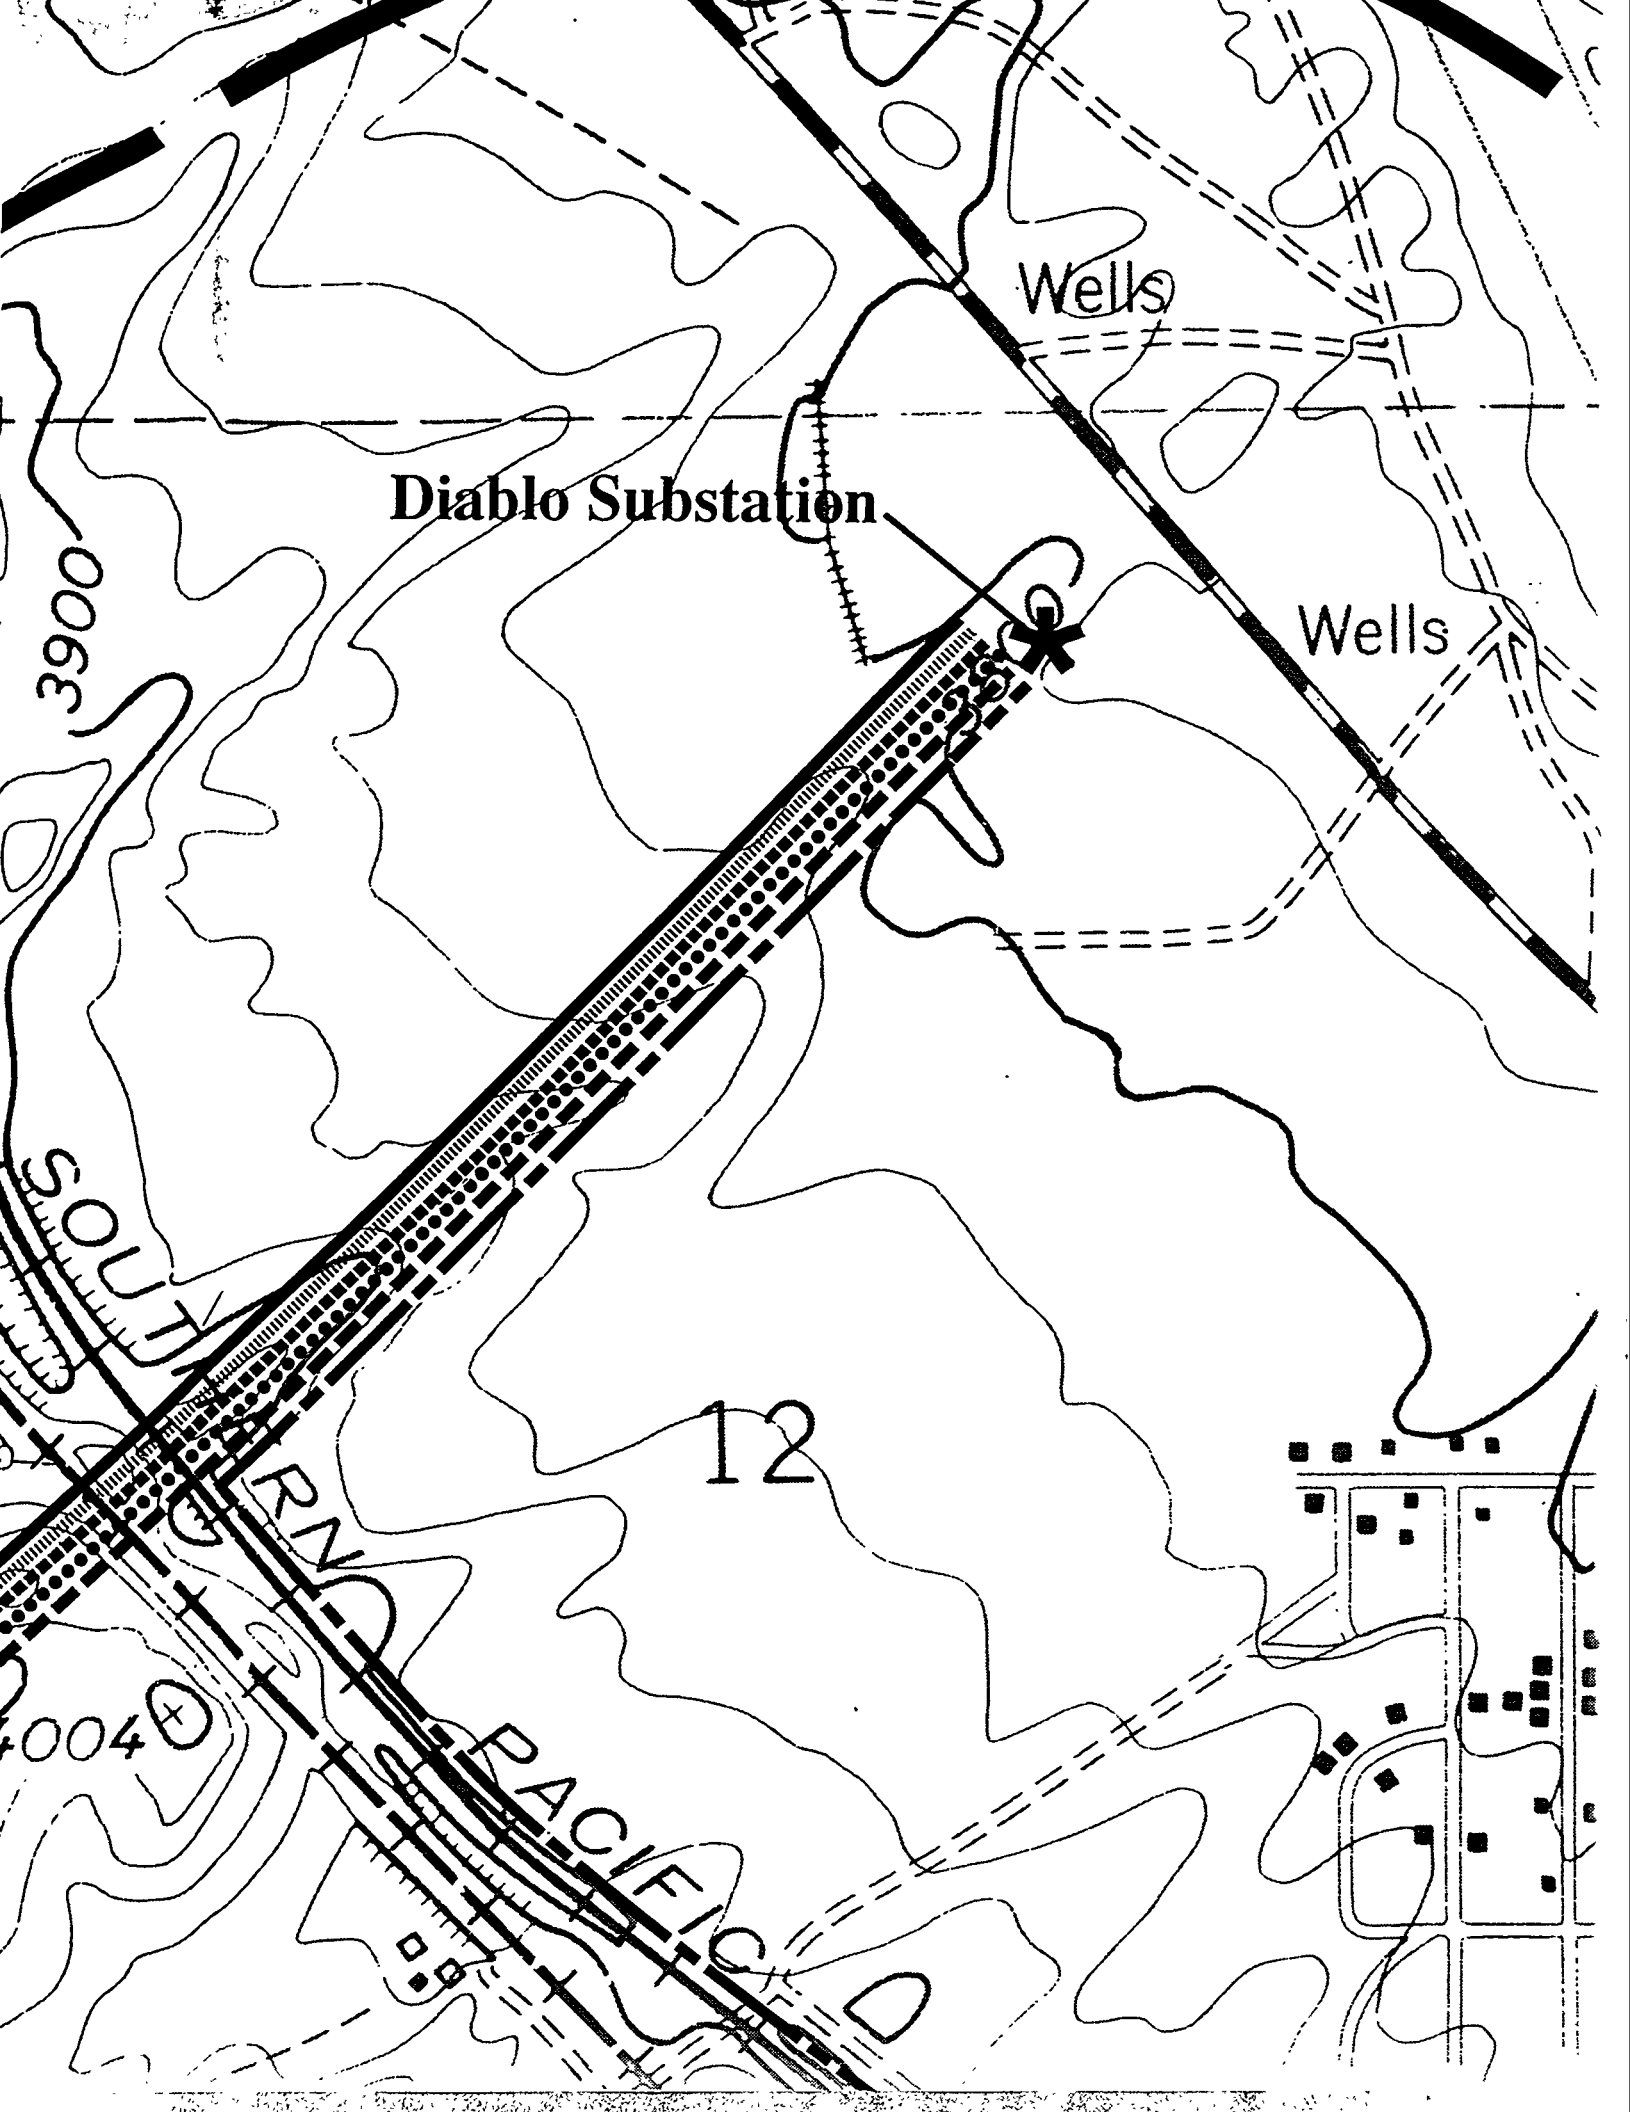 Wells
Diablo Substation
3900
Wells
SOUTHERN
12
4004
PACIFIC